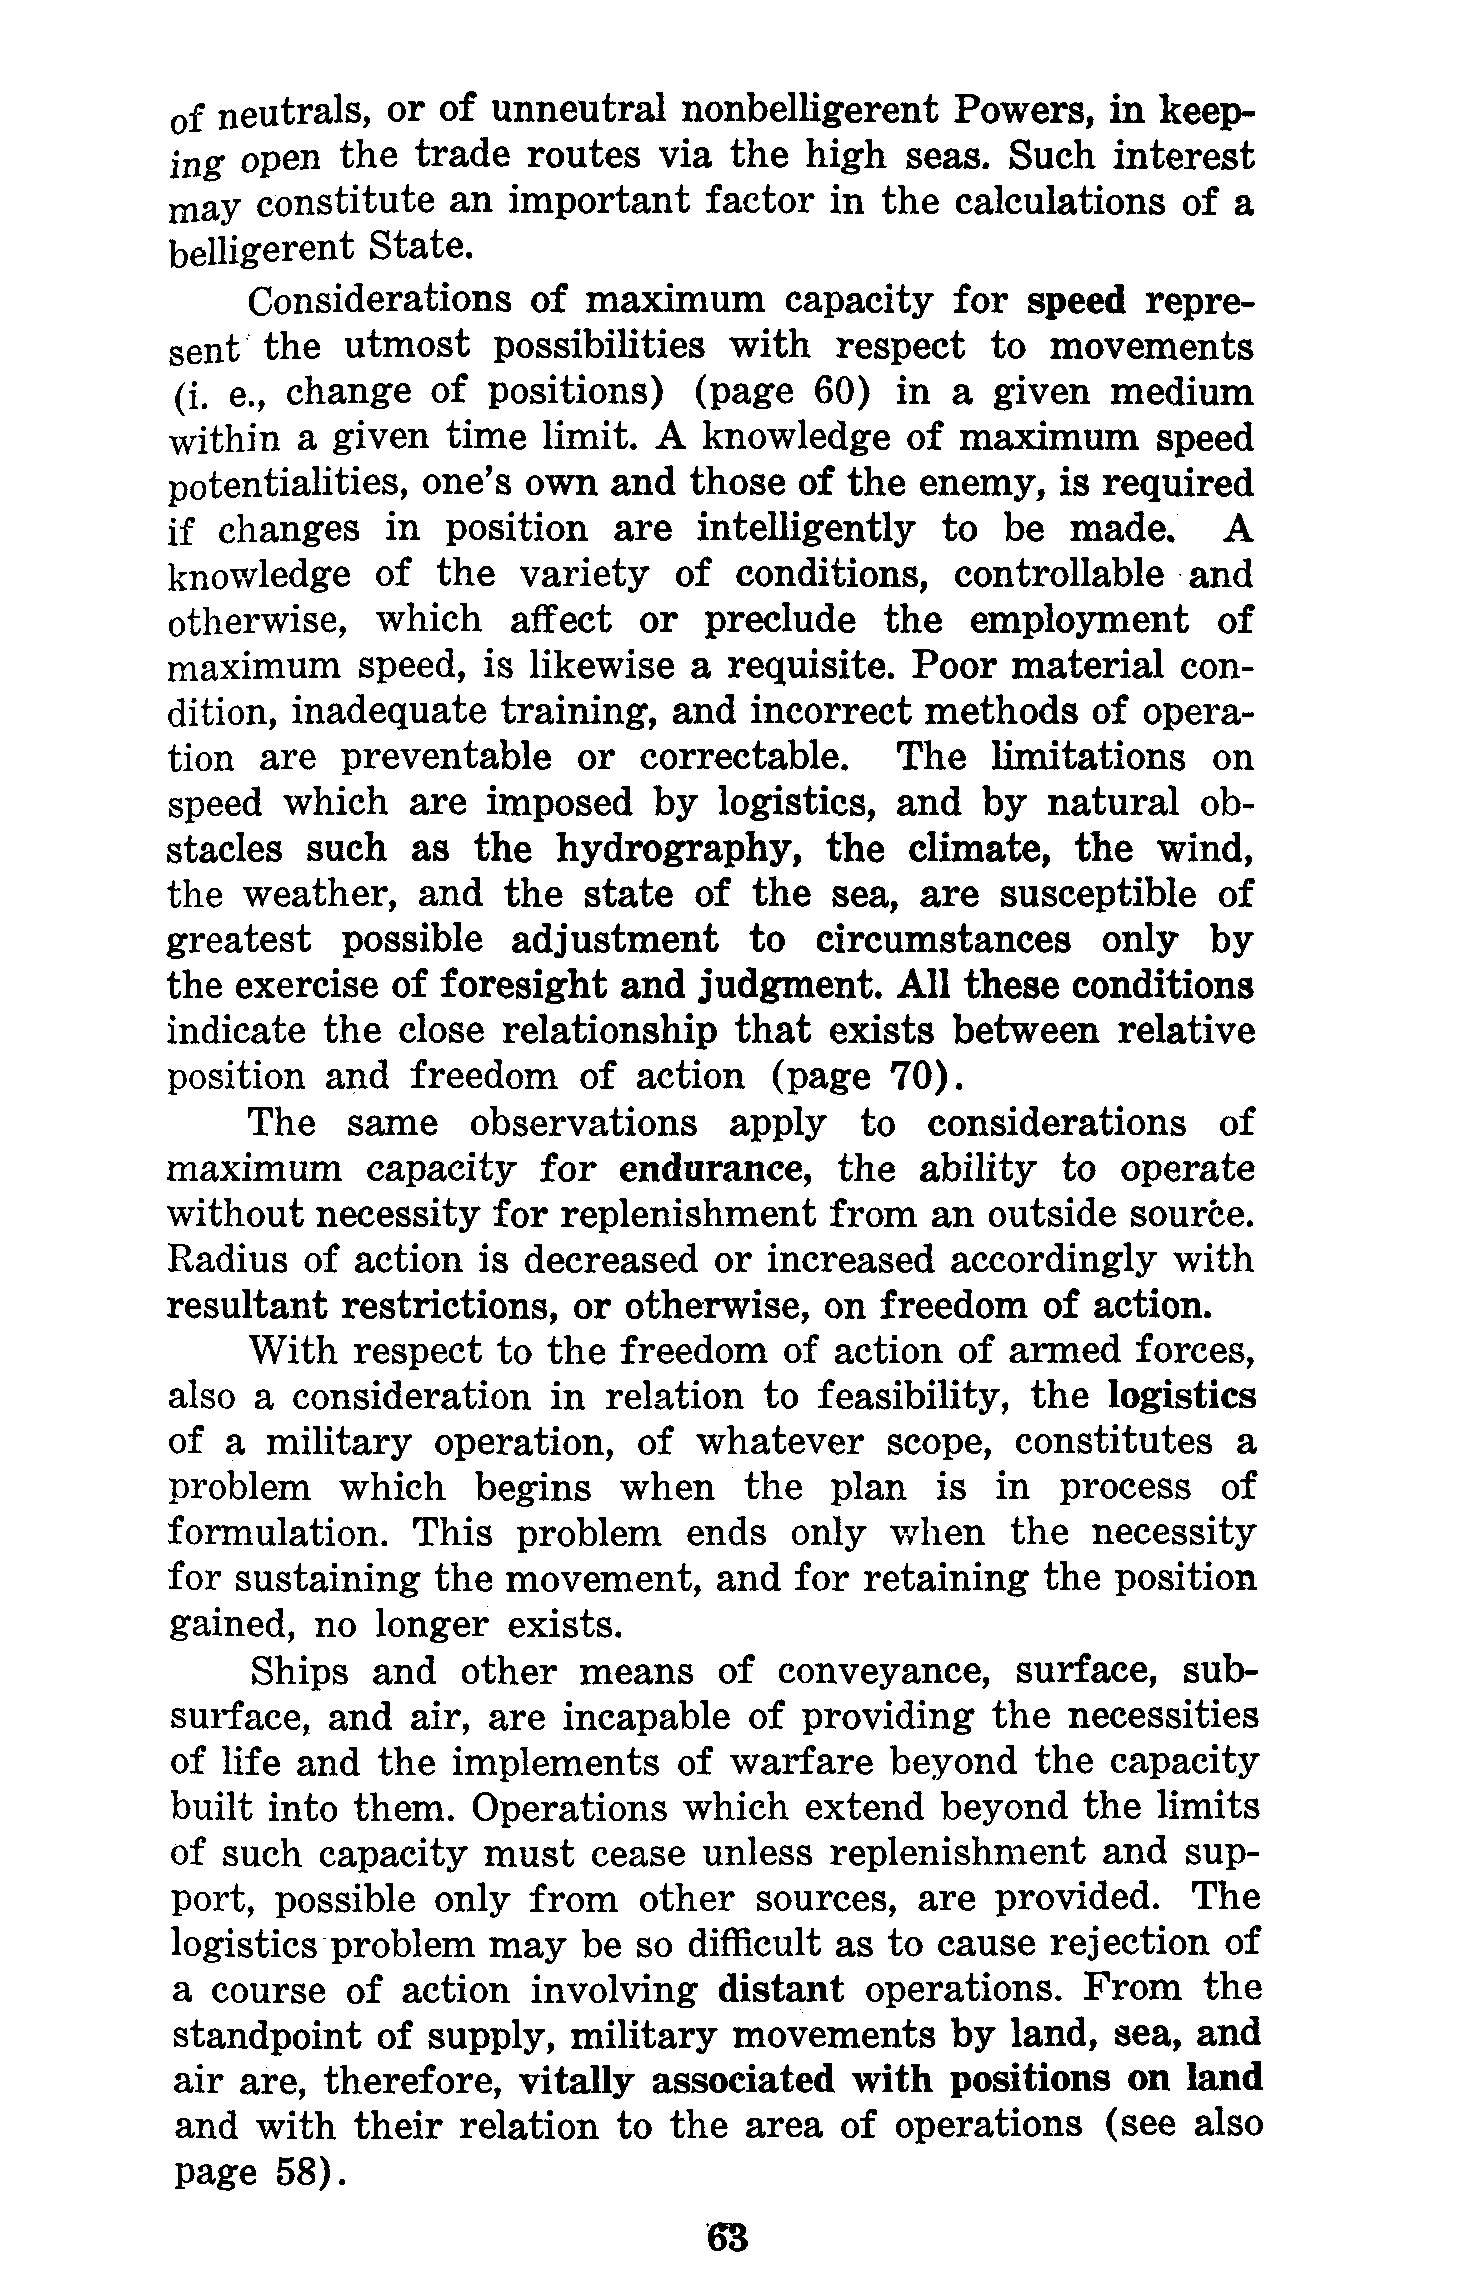 of neutrals, or of unneutral nonbelligerent Powers, in keep-
ing open the trade routes via the high seas. Such interest
may constitute an important factor in the calculations of a
belligerent State.
Considerations of maximum capacity for speed repre-
sent the utmost possibilities with respect to movements
(i. e., change of positions) (page 60) in a given medium
within a given time limit. A knowledge of maximum speed
potentialities, one's own and those of the enemy, is required
if changes in position are intelligently to be made. A
knowledge of the variety of conditions, controllable and
otherwise, which affect or preclude the employment of
maximum speed, is likewise a requisite. Poor material con-
dition, inadequate training, and incorrect methods of opera-
tion are preventable or correctable. The limitations on
speed which are imposed by logistics, and by natural ob-
stacles such as the hydrography, the climate, the wind,
the weather, and the state of the sea, are susceptible of
greatest possible adjustment to circumstances only by
the exercise of foresight and judgment. All these conditions
indicate the close relationship that exists between relative
position and freedom of action (page 70).
The same observations apply to considerations of
maximum capacity for endurance, the ability to operate
without necessity for replenishment from an outside source.
Radius of action is decreased or increased accordingly with
resultant restrictions, or otherwise, on freedom of action.
With respect to the freedom of action of armed forces,
also a consideration in relation to feasibility, the logistics
of a military operation, of whatever scope, constitutes a
problem which begins when the plan is in process of
formulation. This problem ends only when the necessity
for sustaining the movement, and for retaining the position
gained, no longer exists.
Ships and other means of conveyance, surface, sub-
surface, and air, are incapable of providing the necessities
of life and the implements of warfare beyond the capacity
built into them. Operations which extend beyond the limits
of such capacity must cease unless replenishment and sup-
port, possible only from other sources, are provided. The
logistics problem may be so difficult as to cause rejection of
a course of action involving distant operations. From the
standpoint of supply, military movements by land, sea, and
air are, therefore, vitally associated with positions on land
and with their relation to the area of operations (see also
page 58).
63